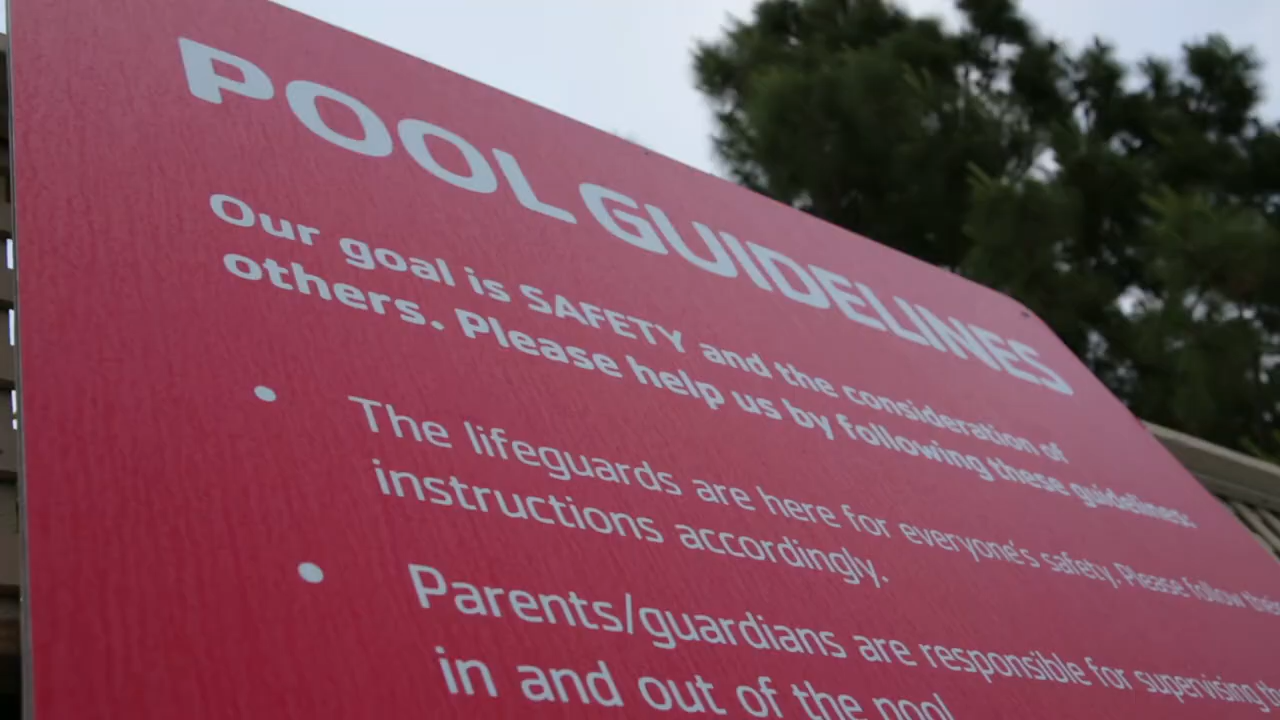 POOL GUIDELINES
Our goal is SAFETY and the consideration of
others. Please help us by following these guidelines:
• The lifeguards are here for everyone's safety. Please follow
instructions accordingly.
• Parents/guardians are responsible for supervising
in and out of the pool